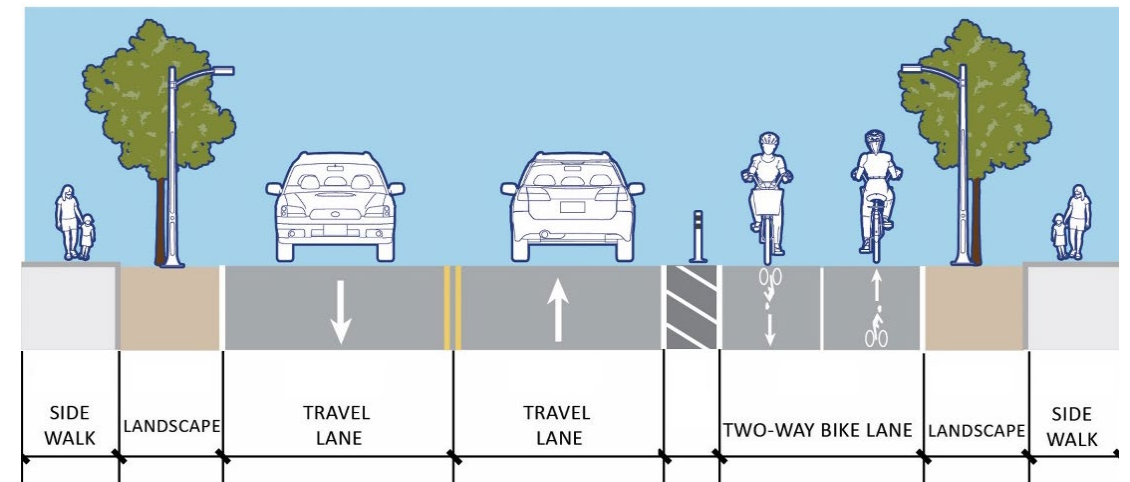 SIDE
WALK
LANDSCAPE
TRAVEL
LANE
TRAVEL
LANE
TWO-WAY BIKE LANE
LANDSCAPE
SIDE
WALK